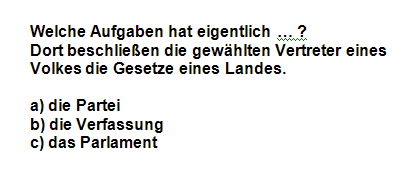 Welche Aufgaben hat eigentlich ... ?
Dort beschließen die gewählten Vertreter eines
Volkes die Gesetze eines Landes.
a) die Partei
b) die Verfassung
c) das Parlament